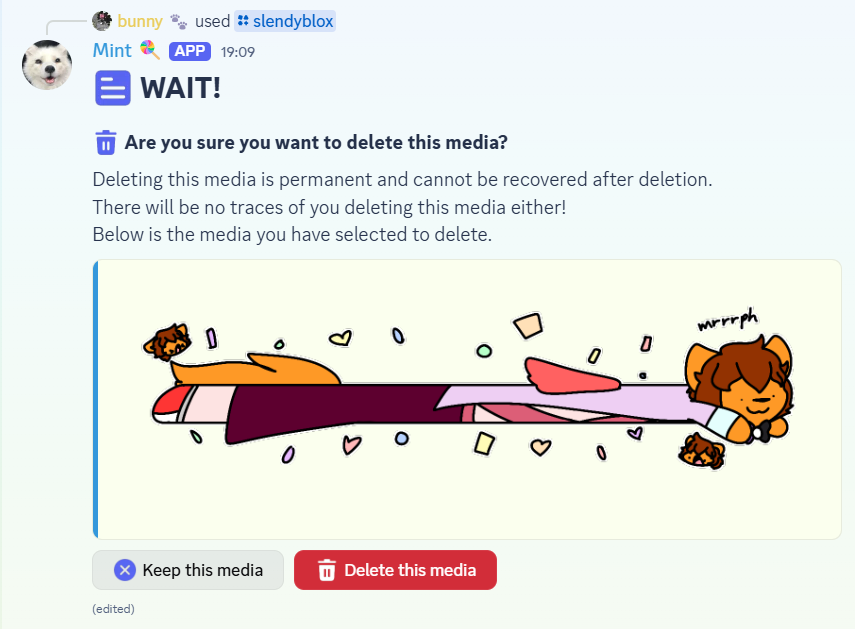 bunny 🐾 used slendyblox
Mint APP 19:09
WAIT!
Are you sure you want to delete this media?
Deleting this media is permanent and cannot be recovered after deletion.
There will be no traces of you deleting this media either!
Below is the media you have selected to delete.
mrrrph
Keep this media Delete this media
(edited)